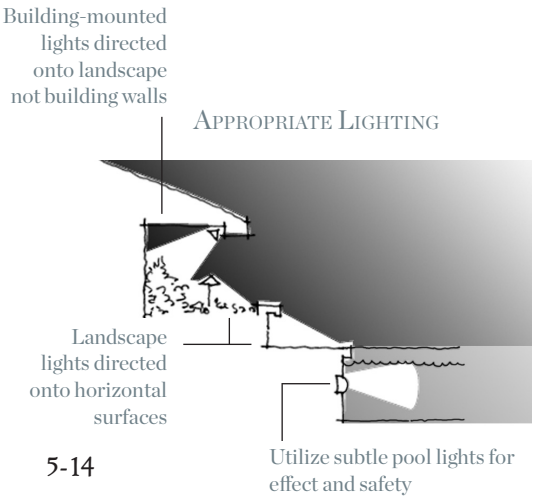 Building-mounted
lights directed
onto landscape
not building walls
APPROPRIATE LIGHTING
Landscape
lights directed
onto horizontal
surfaces
5-14
Utilize subtle pool lights for
effect and safety